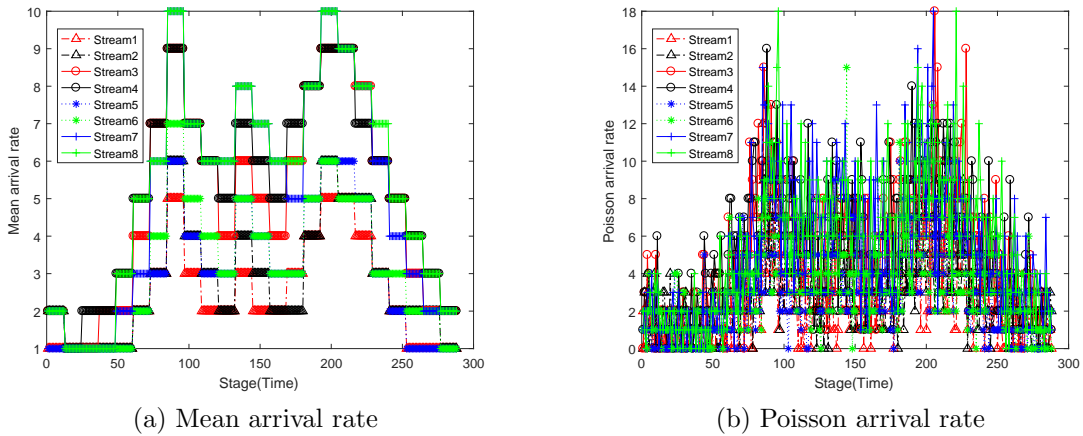 10
9
8
7
6
5
4
3
2
1
Mean arrival rate
Stream1
Stream2
Stream3
Stream4
Stream5
Stream6
Stream7
Stream8
0 50 100 150 200 250 300
Stage(Time)
(a) Mean arrival rate
18
16
14
12
10
8
6
4
2
0
Poisson arrival rate
Stream1
Stream2
Stream3
Stream4
Stream5
Stream6
Stream7
Stream8
0 50 100 150 200 250 300
Stage(Time)
(b) Poisson arrival rate